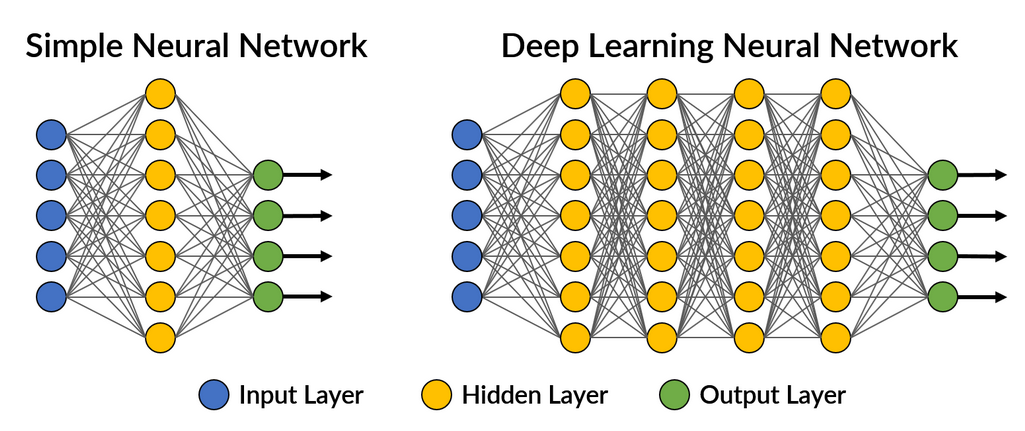 Simple Neural Network
Deep Learning Neural Network
Input Layer
Hidden Layer
Output Layer